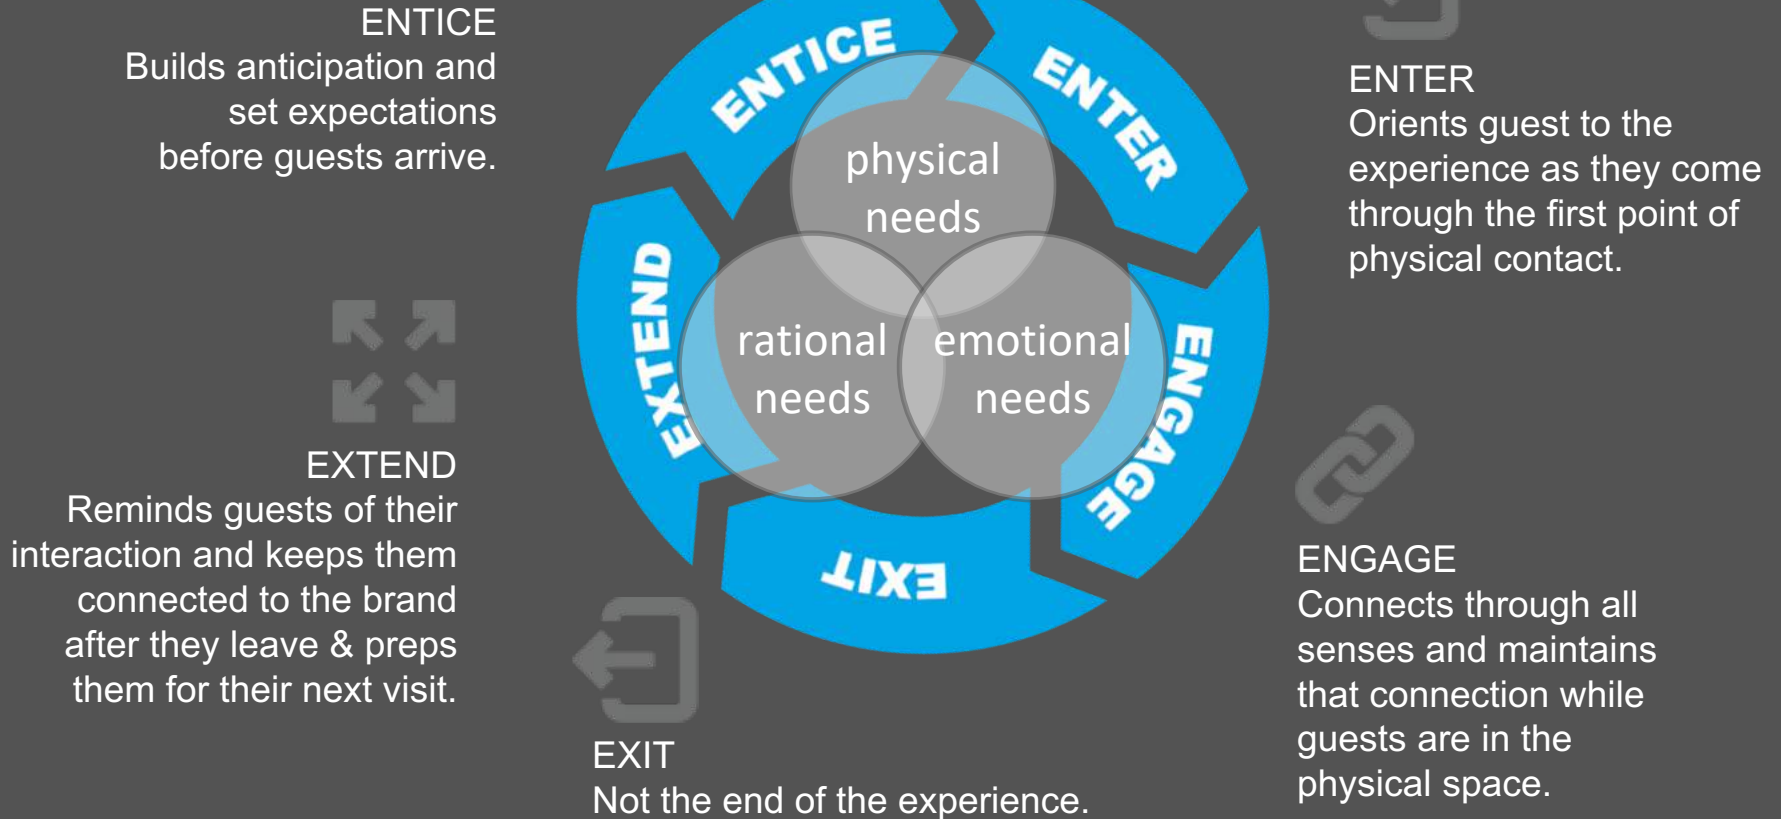 ENTICE
Builds anticipation and
set expectations
before guests arrive.
ENTICE
ENTER
ENGAGE
EXIT
EXTEND
physical
needs
rational
needs
emotional
needs
ENTER
Orients guest to the
experience as they come
through the first point of
physical contact.
EXTEND
Reminds guests of their
interaction and keeps them
connected to the brand
after they leave & preps
them for their next visit.
ENGAGE
Connects through all
senses and maintains
that connection while
guests are in the
physical space.
EXIT
Not the end of the experience.